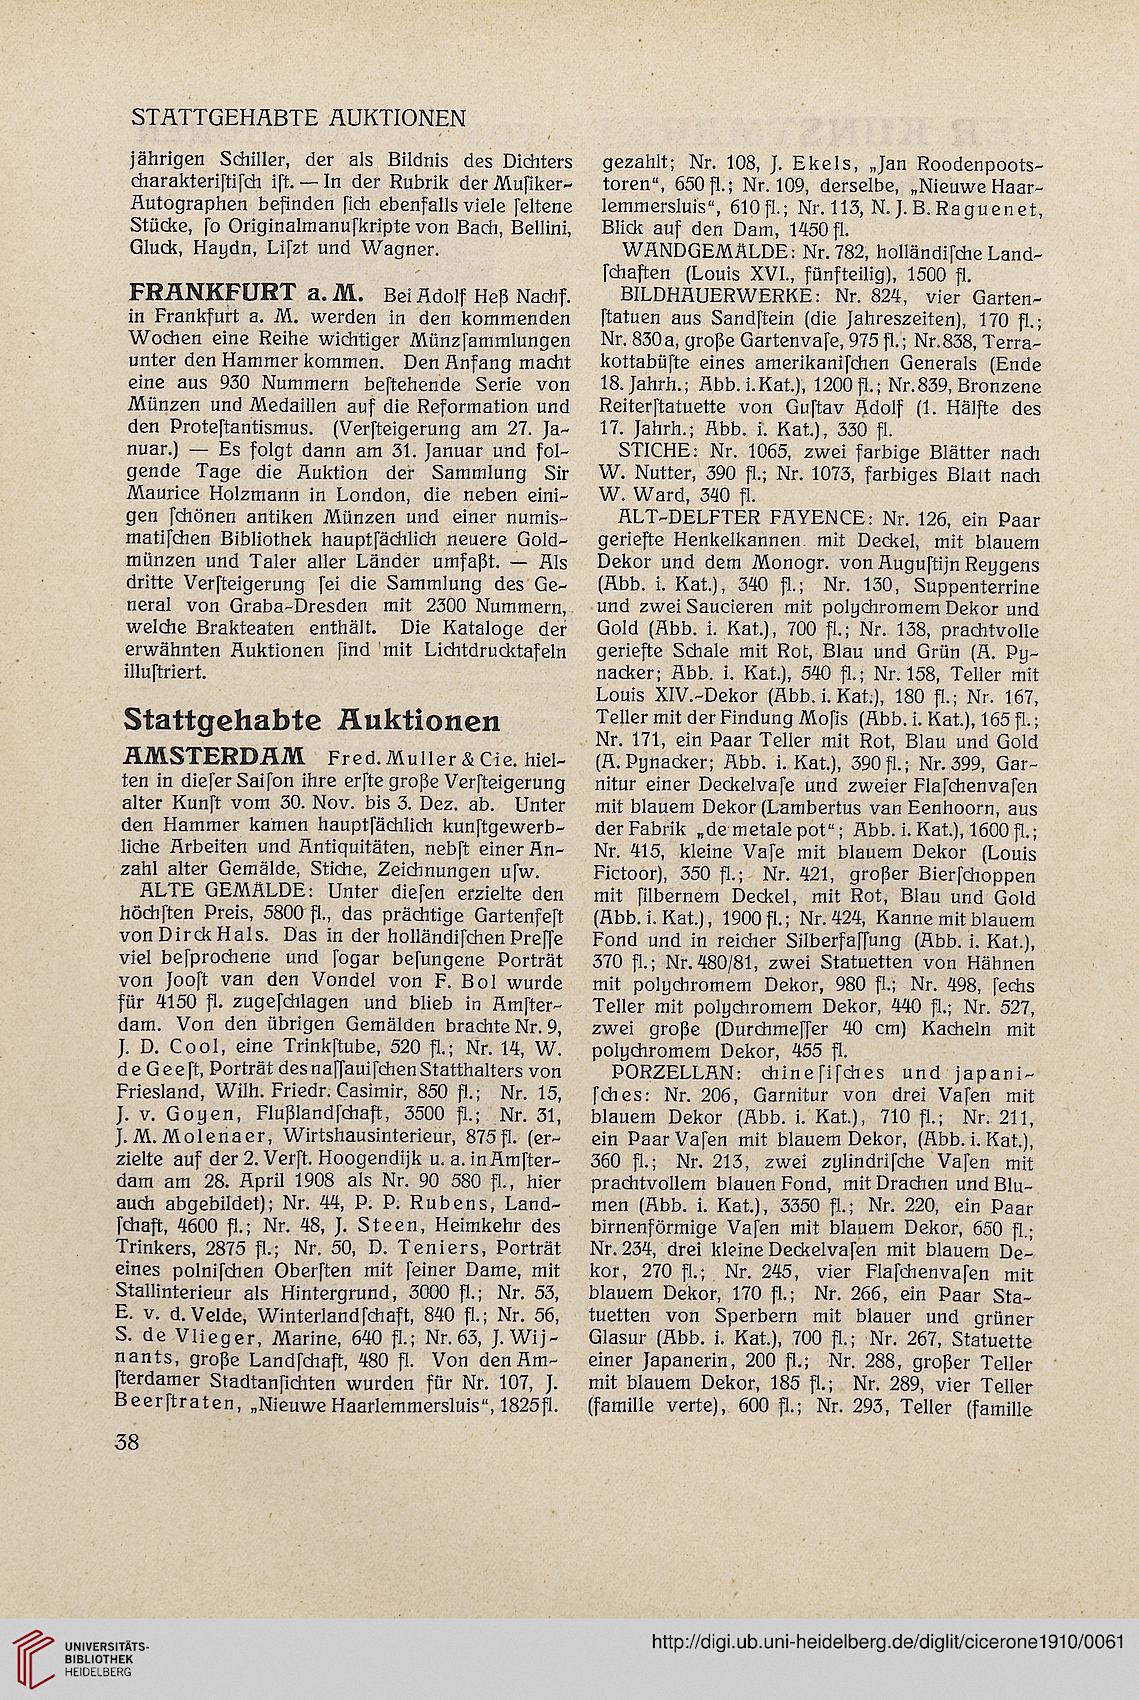 STATTGEHABTE AUKTIONEN
jährigen Schiller, der als Bildnis des Dichters
charakteriſtiſch iſt. — In der Rubrik der Muſiker-
Autographen befinden ſich ebenfalls viele ſeltene
Stücke, ſo Originalmanuſkripte von Bach, Bellini,
Gluck, Haydn, Liſzt und Wagner.
FRANKFURT a. M. Bei Adolf Heß Nachf.
in Frankfurt a. M. werden in den kommenden
Wochen eine Reihe wichtiger Münzſammlungen
unter den Hammer kommen. Den Anfang macht
eine aus 930 Nummern beſtehende Serie von
Münzen und Medaillen auf die Reformation und
den Proteſtantismus. (Verſteigerung am 27. Ja-
nuar.) — Es folgt dann am 31. Januar und fol-
gende Tage die Auktion der Sammlung Sir
Maurice Holzmann in London, die neben eini-
gen ſchönen antiken Münzen und einer numis-
matiſchen Bibliothek hauptſächlich neuere Gold-
münzen und Taler aller Länder umfaßt. — Als
dritte Verſteigerung ſei die Sammlung des Ge-
neral von Graba-Dresden mit 2300 Nummern,
welche Brakteaten enthält. Die Kataloge der
erwähnten Auktionen ſind mit Lichtdrucktafeln
illuſtriert.
Stattgehabte Auktionen
AMSTERDAM Fred. Muller & Cie. hiel-
ten in dieſer Saiſon ihre erſte große Verſteigerung
alter Kunſt vom 30. Nov. bis 3. Dez. ab. Unter
den Hammer kamen hauptſächlich kunſtgewerb-
liche Arbeiten und Antiquitäten, nebſt einer An-
zahl alter Gemälde, Stiche, Zeichnungen uſw.
ALTE GEMÄLDE: Unter dieſen erzielte den
höchſten Preis, 5800 fl., das prächtige Gartenfeſt
von Dirck Hals. Das in der holländiſchen Preſſe
viel beſprochene und ſogar beſungene Porträt
von Jooſt van den Vondel von F. Bol wurde
für 4150 fl. zugeſchlagen und blieb in Amſter-
dam. Von den übrigen Gemälden brachte Nr. 9,
J. D. Cool, eine Trinkſtube, 520 fl.; Nr. 14, W.
de Geeſt, Porträt des naſſauiſchen Statthalters von
Friesland, Wilh. Friedr. Casimir, 850 fl.; Nr. 15,
J. v. Goyen, Flußlandſchaft, 3500 fl.; Nr. 31,
J. M. Molenaer, Wirtshausinterieur, 875 fl. (er-
zielte auf der 2. Verſt. Hoogendijk u. a. in Amſter-
dam am 28. April 1908 als Nr. 90 580 fl., hier
auch abgebildet); Nr. 44, P. P. Rubens, Land-
ſchaft, 4600 fl.; Nr. 48, J. Steen, Heimkehr des
Trinkers, 2875 fl.; Nr. 50, D. Teniers, Porträt
eines polniſchen Oberſten mit ſeiner Dame, mit
Stallinterieur als Hintergrund, 3000 fl.; Nr. 53,
E. v. d. Velde, Winterlandſchaft, 840 fl.; Nr. 56,
S. de Vlieger, Marine, 640 fl.; Nr. 63, J. Wij-
nants, große Landſchaft, 480 fl. Von den Am-
ſterdamer Stadtanſichten wurden für Nr. 107, J.
Beerſtraten, „Nieuwe Haarlemmersluis“, 1825 fl.
gezahlt; Nr. 108, J. Ekels, „Jan Roodenpoots-
toren“, 650 fl.; Nr. 109, derselbe, „Nieuwe Haar-
lemmersluis“, 610 fl.; Nr. 113, N. J. B. Raguenet,
Blick auf den Dam, 1450 fl.
WANDGEMÄLDE: Nr. 782, holländiſche Land-
ſchaften (Louis XVI., fünfteilig), 1500 fl.
BILDHAUERWERKE: Nr. 824, vier Garten-
ſtatuen aus Sandſtein (die Jahreszeiten), 170 fl.;
Nr. 830a, große Gartenvaſe, 975 fl.; Nr. 838, Terra-
kottabüſte eines amerikaniſchen Generals (Ende
18. Jahrh.; Abb. i. Kat.), 1200 fl.; Nr. 839, Bronzene
Reiterſtatuette von Guſtav Adolf (1. Hälfte des
17. Jahrh.; Abb. i. Kat.), 330 fl.
STICHE: Nr. 1065, zwei farbige Blätter nach
W. Nutter, 390 fl.; Nr. 1073, farbiges Blatt nach
W. Ward, 340 fl.
ALT-DELFTER FAYENCE: Nr. 126, ein Paar
geriefte Henkelkannen mit Deckel, mit blauem
Dekor und dem Monogr. von Auguſtijn Reygens
(Abb. i. Kat.), 340 fl.; Nr. 130, Suppenterrine
und zwei Saucieren mit polychromem Dekor und
Gold (Abb. i. Kat.), 700 fl.; Nr. 138, prachtvolle
geriefte Schale mit Rot, Blau und Grün (A. Py-
nacker; Abb. i. Kat.), 540 fl.; Nr. 158, Teller mit
Louis XIV.-Dekor (Abb. i. Kat.), 180 fl.; Nr. 167,
Teller mit der Findung Moſis (Abb. i. Kat.), 165 fl.;
Nr. 171, ein Paar Teller mit Rot, Blau und Gold
(A. Pynacker; Abb. i. Kat.), 390 fl.; Nr. 399, Gar-
nitur einer Deckelvaſe und zweier Flaſchenvaſen
mit blauem Dekor (Lambertus van Eenhoorn, aus
der Fabrik „de metale pot“; Abb. i. Kat.), 1600 fl.;
Nr. 415, kleine Vaſe mit blauem Dekor (Louis
Fictoor), 350 fl.; Nr. 421, großer Bierſchoppen
mit ſilbernem Deckel, mit Rot, Blau und Gold
(Abb. i. Kat.), 1900 fl.; Nr. 424, Kanne mit blauem
Fond und in reicher Silberfaſſung (Abb. i. Kat.),
370 fl.; Nr. 480/81, zwei Statuetten von Hähnen
mit polychromem Dekor, 980 fl.; Nr. 498, ſechs
Teller mit polychromem Dekor, 440 fl.; Nr. 527,
zwei große (Durchmeſſer 40 cm) Kacheln mit
polychromem Dekor, 455 fl.
PORZELLAN: chineſiſches und japani-
ſches: Nr. 206, Garnitur von drei Vaſen mit
blauem Dekor (Abb. i. Kat.), 710 fl.; Nr. 211,
ein Paar Vaſen mit blauem Dekor, (Abb. i. Kat.),
360 fl.; Nr. 213, zwei zylindriſche Vaſen mit
prachtvollem blauen Fond, mit Drachen und Blu-
men (Abb. i. Kat.), 3350 fl.; Nr. 220, ein Paar
birnenförmige Vaſen mit blauem Dekor, 650 fl.;
Nr. 234, drei kleine Deckelvaſen mit blauem De-
kor, 270 fl.; Nr. 245, vier Flaſchenvaſen mit
blauem Dekor, 170 fl.; Nr. 266, ein Paar Sta-
tuetten von Sperbern mit blauer und grüner
Glasur (Abb. i. Kat.), 700 fl.; Nr. 267, Statuette
einer Japanerin, 200 fl.; Nr. 288, großer Teller
mit blauem Dekor, 185 fl.; Nr. 289, vier Teller
(famille verte), 600 fl.; Nr. 293, Teller (famille
38
UNIVERSITÄTS-
BIBLIOTHEK
HEIDELBERG
http://digi.ub.uni-heidelberg.de/diglit/cicerone1910/0061